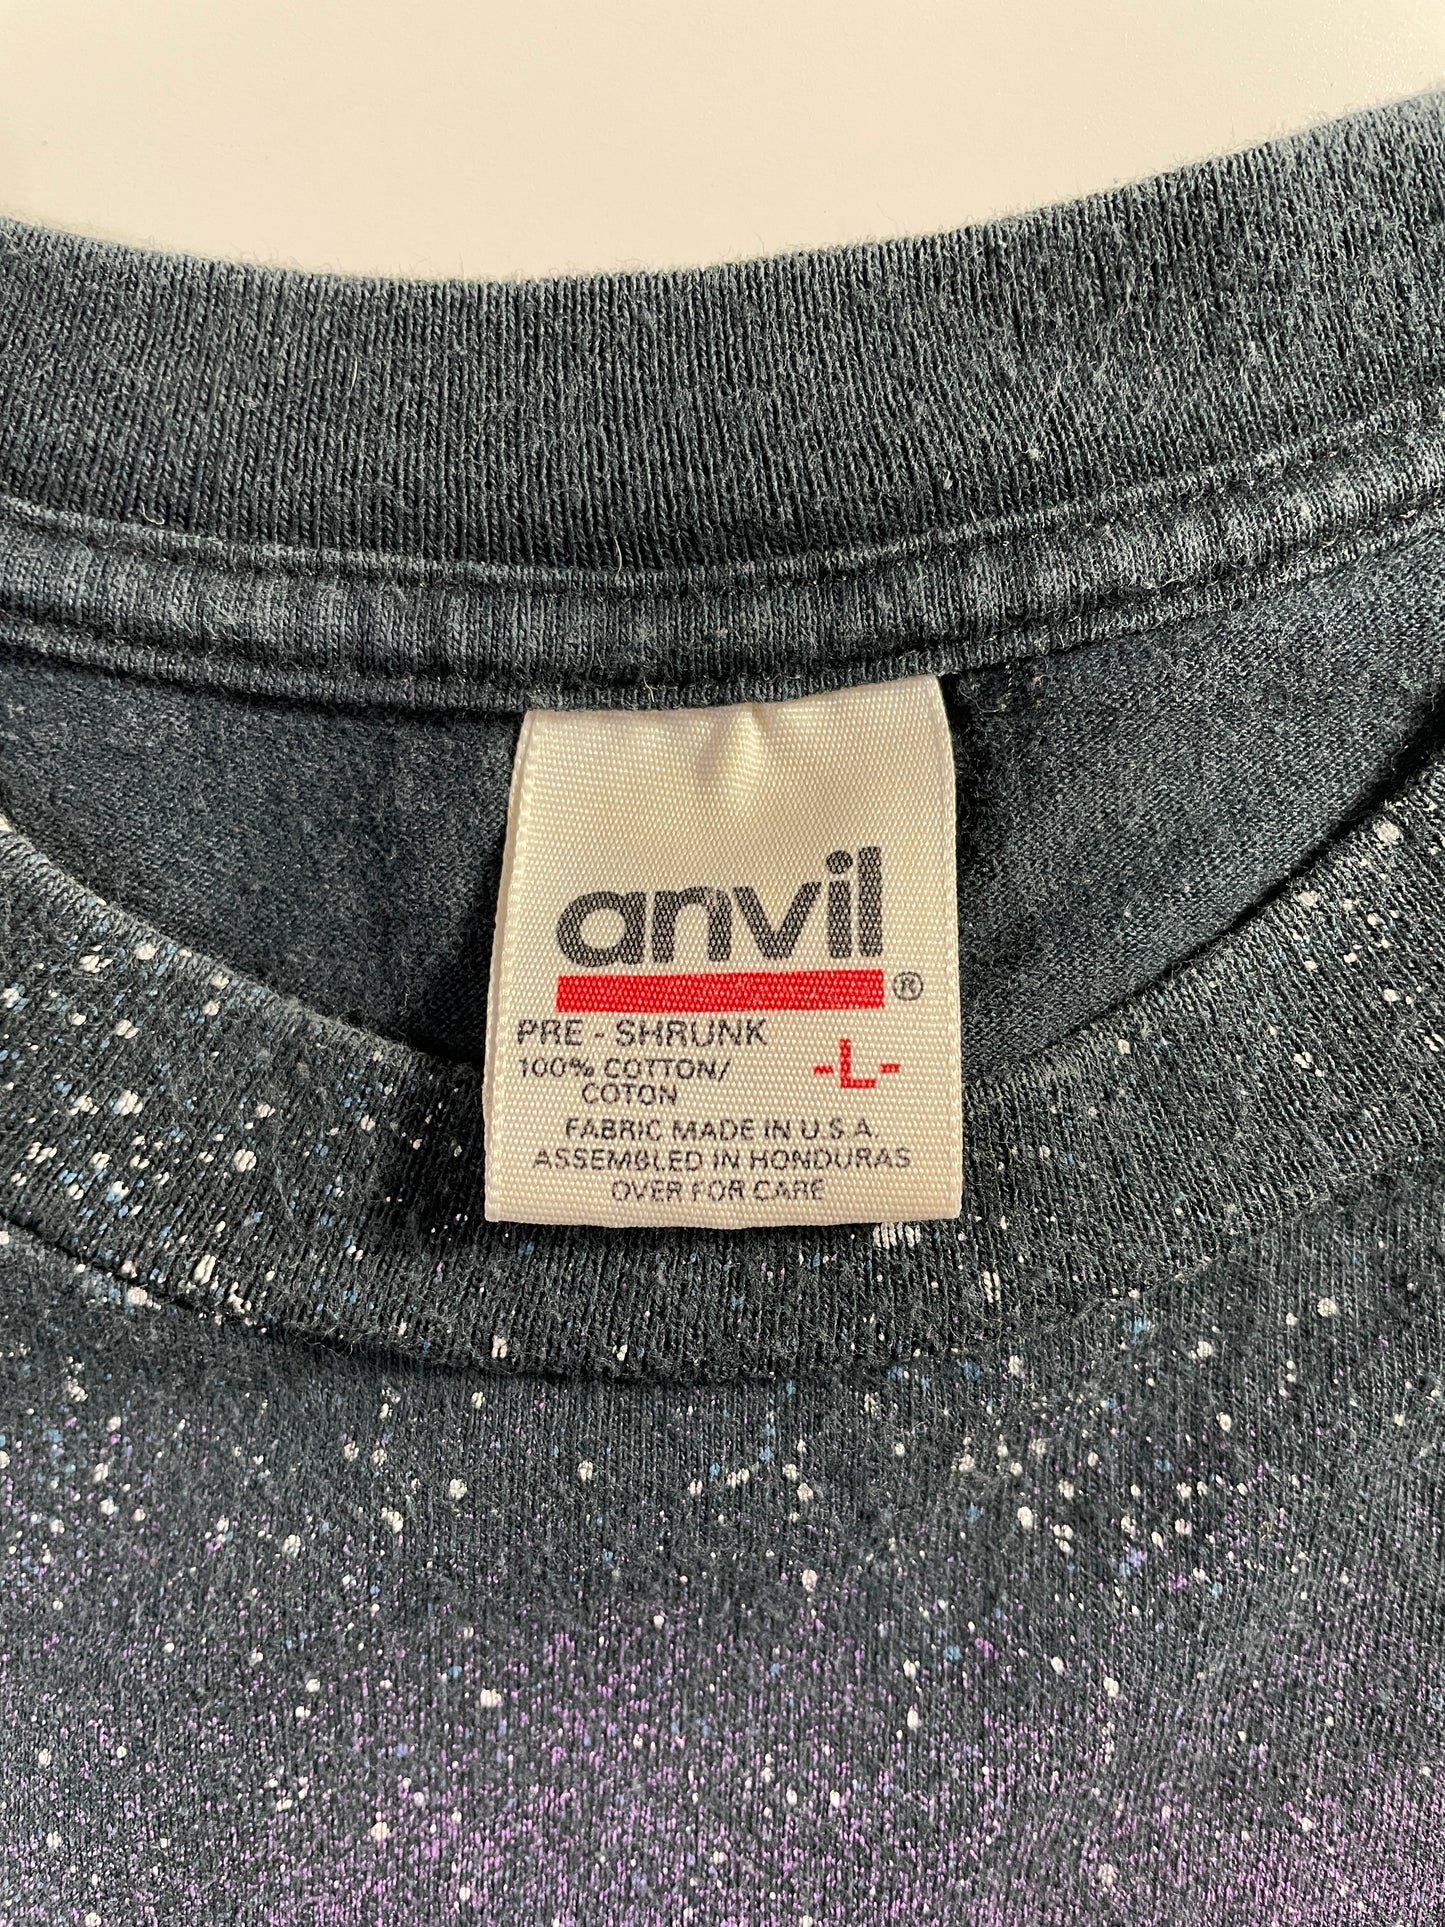 anvil®
PRE - SHRUNK
100% COTTON/
COTON
-L-
FABRIC MADE IN U.S.A.
ASSEMBLED IN HONDURAS
OVER FOR CARE